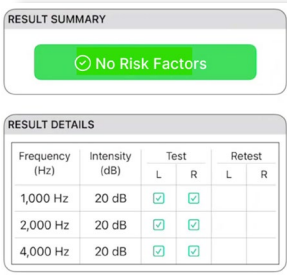 RESULT SUMMARY
No Risk Factors
RESULT DETAILS
Frequency (Hz) Intensity (dB) Test Retest
L R L R
1,000 Hz 20 dB
2,000 Hz 20 dB
4,000 Hz 20 dB